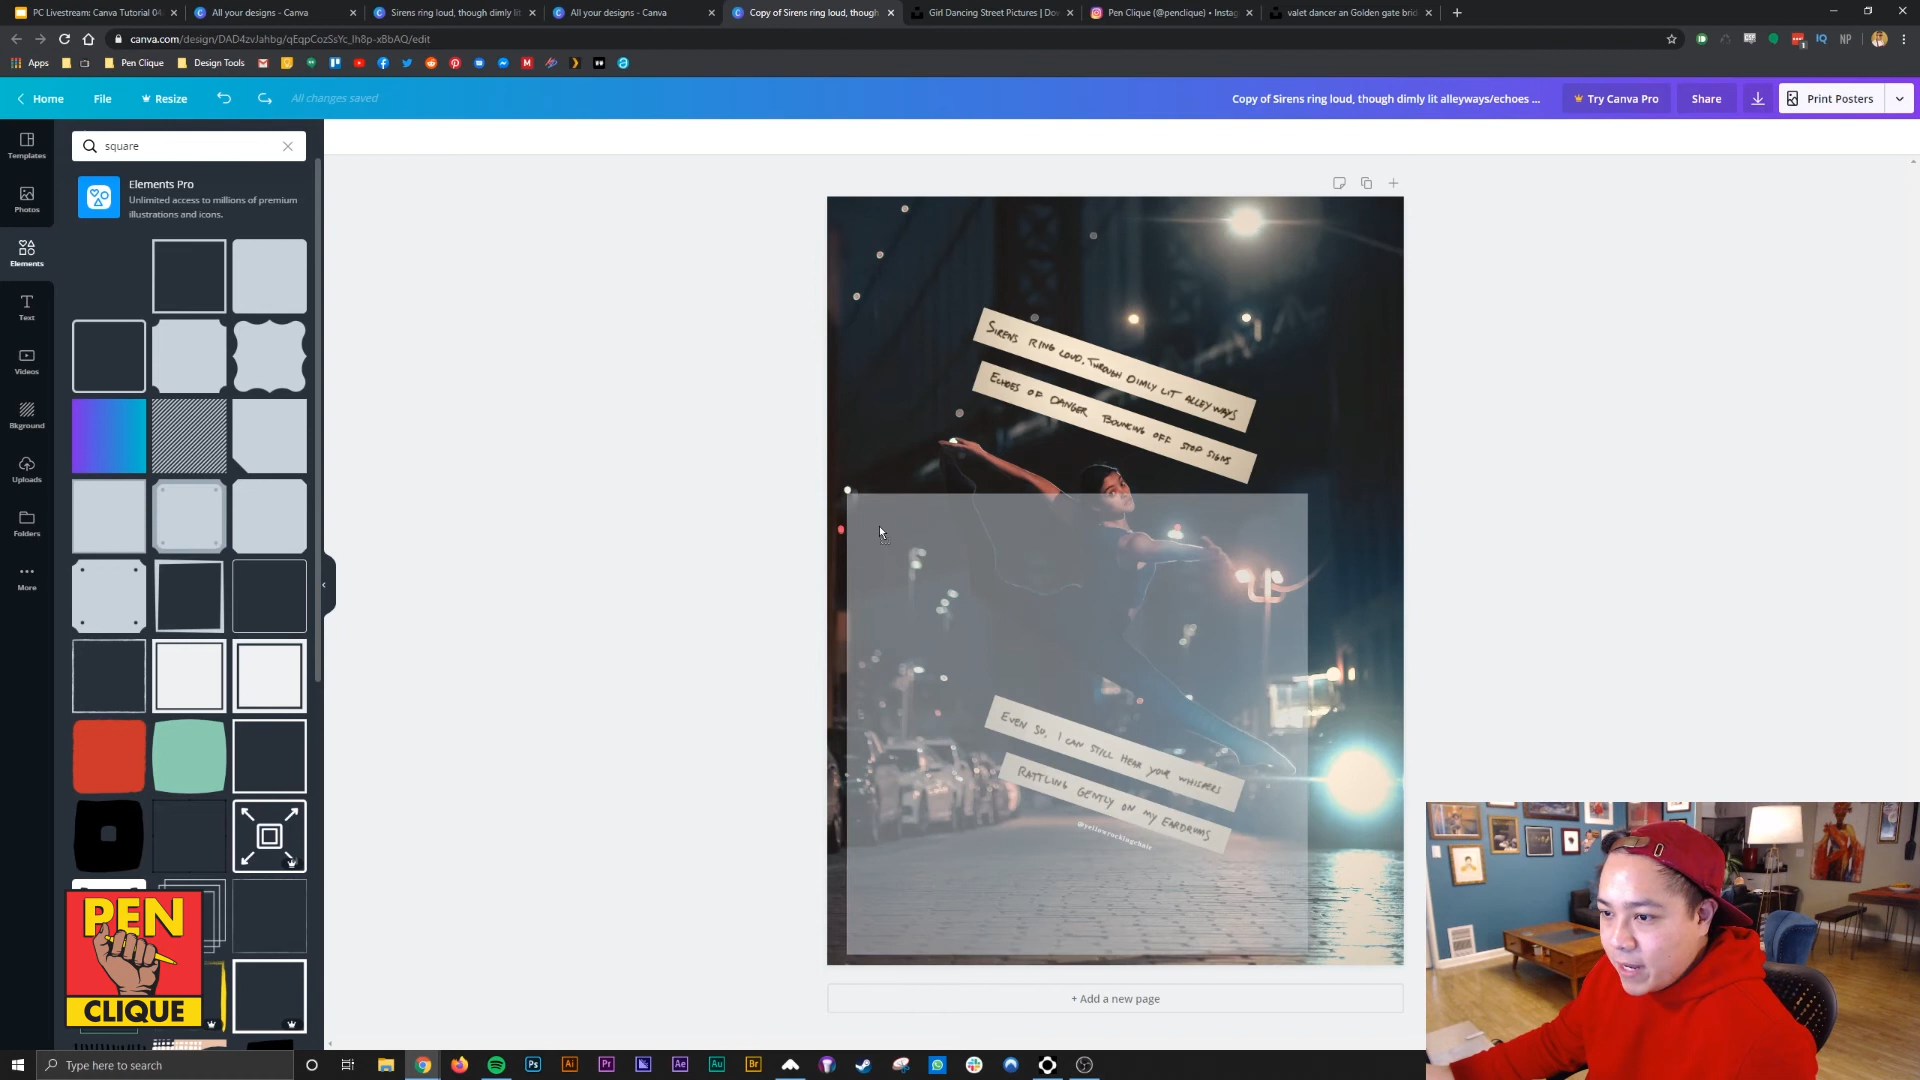 PC Livestream: Canva Tutorial 04
All your designs - Canva
Sirens ring loud, though dimly lit
All your designs - Canva
Copy of Sirens ring loud, though
Girl Dancing Street Pictures | Do
Pen Clique (@penclique) • Insta
valet dancer an Golden gate brid
canva.com/design/DAD4zvJahbg/qEqpCozSsYc_lh8p-xBbAQ/edit
Apps
Pen Clique
Design Tools
Home
File
Resize
All changes saved
Copy of Sirens ring loud, though dimly lit alleyways/echoes ...
Try Canva Pro
Share
Print Posters
Templates
Photos
Elements
Text
Videos
Bkground
Uploads
Folders
More
square
Elements Pro
Unlimited access to millions of premium
illustrations and icons.
SIRENS RING LOUD, THROUGH DIMLY LIT ALLEYWAYS
ECHOES OF DANGER BOUNCING OFF STOP SIGNS
EVEN SO, I CAN STILL HEAR YOUR WHISPERS
RATTLING GENTLY ON MY EARDRUMS
@yellowrockingchair
+ Add a new page
PEN
CLIQUE
Type here to search